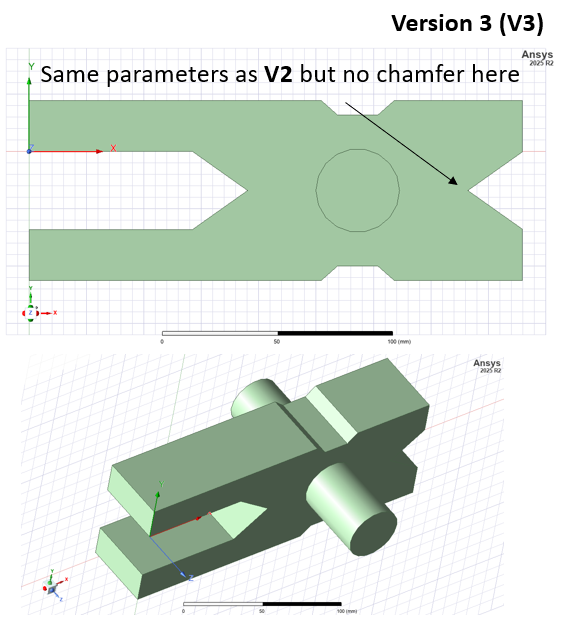 Version 3 (V3)
Ansys
2025 R2
Y
Same parameters as V2 but no chamfer here
Z
X
Y
Z
X
0
50
100 (mm)
Ansys
2025 R2
Y
Z
Y
X
Z
0
50
100 (mm)